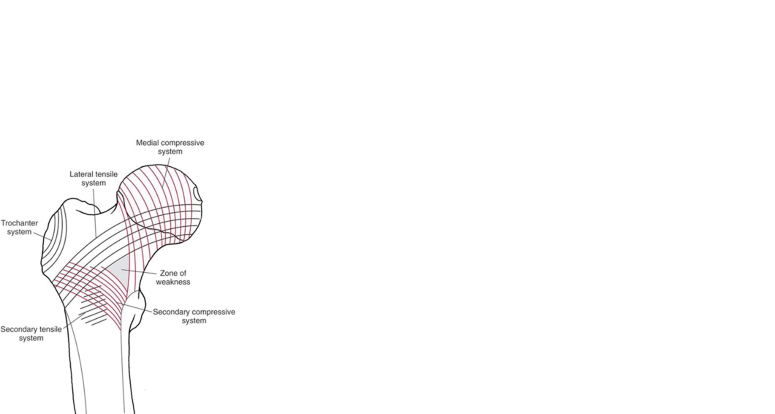 Medial compressive
system
Lateral tensile
system
Trochanter
system
Zone of
weakness
Secondary compressive
system
Secondary tensile
system